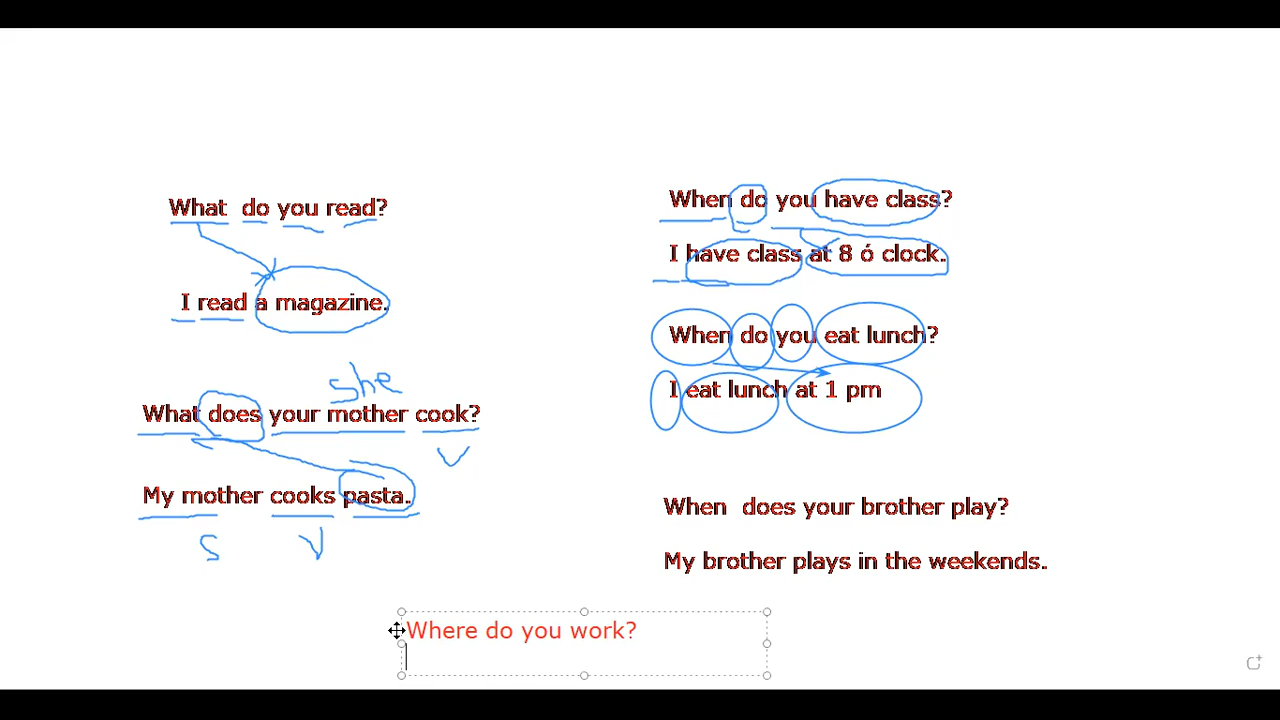 What do you read?
I read a magazine.
she
What does your mother cook?
V
My mother cooks pasta.
S V
When do you have class?
I have class at 8 ó clock.
When do you eat lunch?
I eat lunch at 1 pm
When does your brother play?
My brother plays in the weekends.
Where do you work?